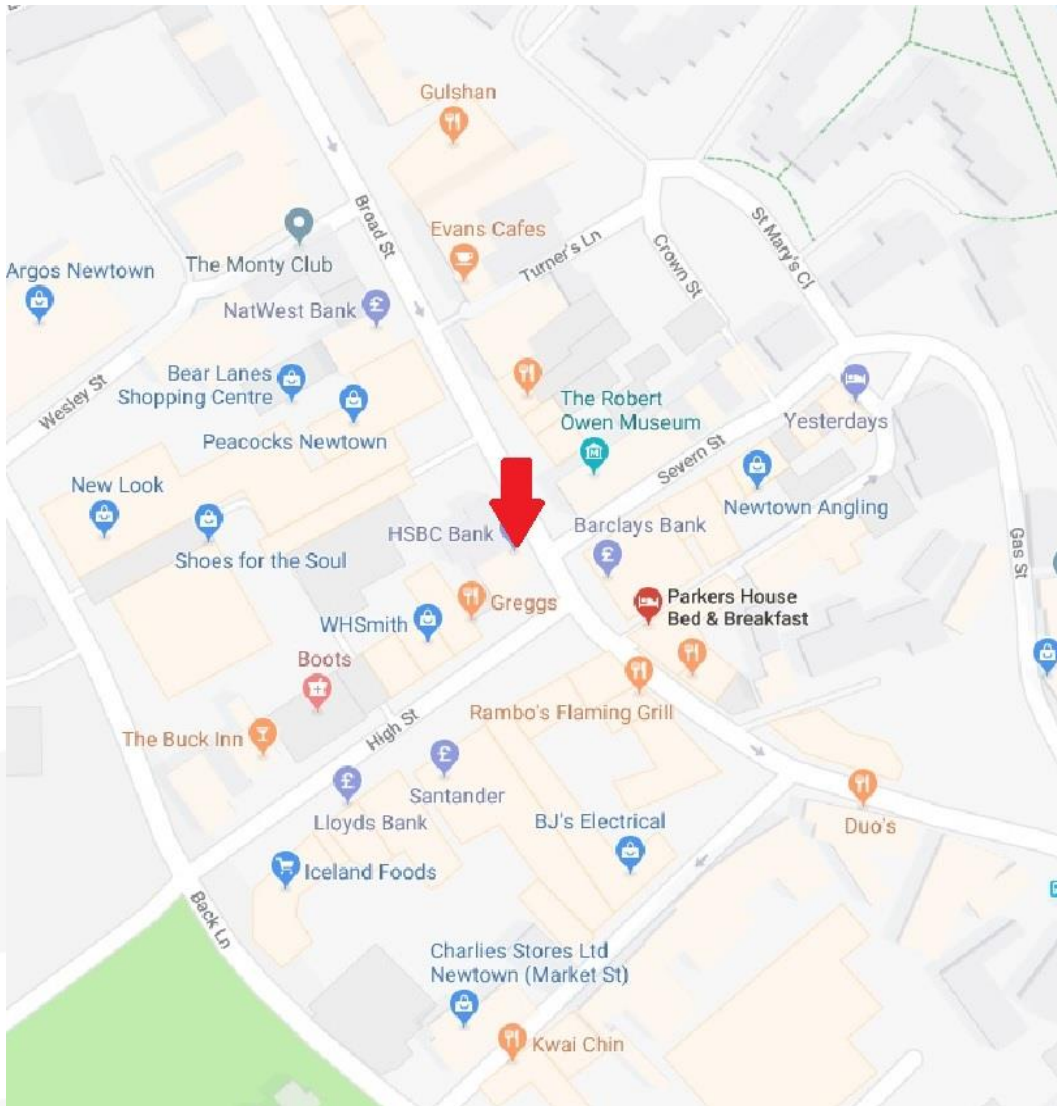 Gulshan
Broad St
Evans Cafes
Turner's Ln
St Mary's Cl
Crown St
The Monty Club
Argos Newtown
NatWest Bank
Bear Lanes
Shopping Centre
Wesley St
Peacocks Newtown
The Robert
Owen Museum
Yesterdays
Severn St
New Look
Newtown Angling
HSBC Bank
Barclays Bank
Gas St
Shoes for the Soul
Greggs
Parkers House
Bed & Breakfast
WHSmith
Boots
High St
Rambo's Flaming Grill
The Buck Inn
Santander
Lloyds Bank
BJ's Electrical
Duo's
Iceland Foods
Back Ln
Charlies Stores Ltd
Newtown (Market St)
Kwai Chin